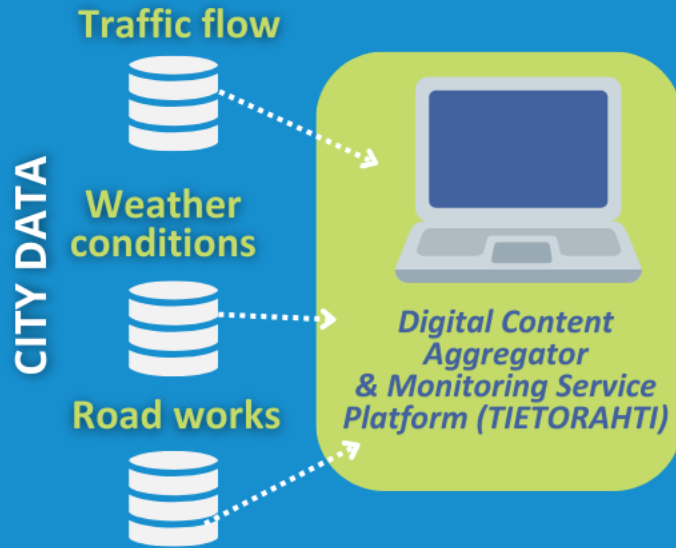 Traffic flow
CITY DATA
Weather
conditions
Road works
Digital Content
Aggregator
& Monitoring Service
Platform (TIETORAHTI)